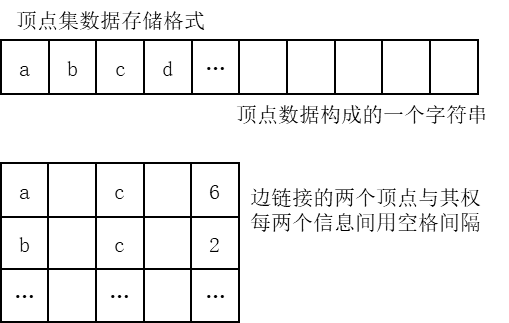 顶点集数据存储格式
a b c d …
顶点数据构成的一个字符串
a c 6
边链接的两个顶点与其权
每两个信息间用空格间隔
b c 2
… … …